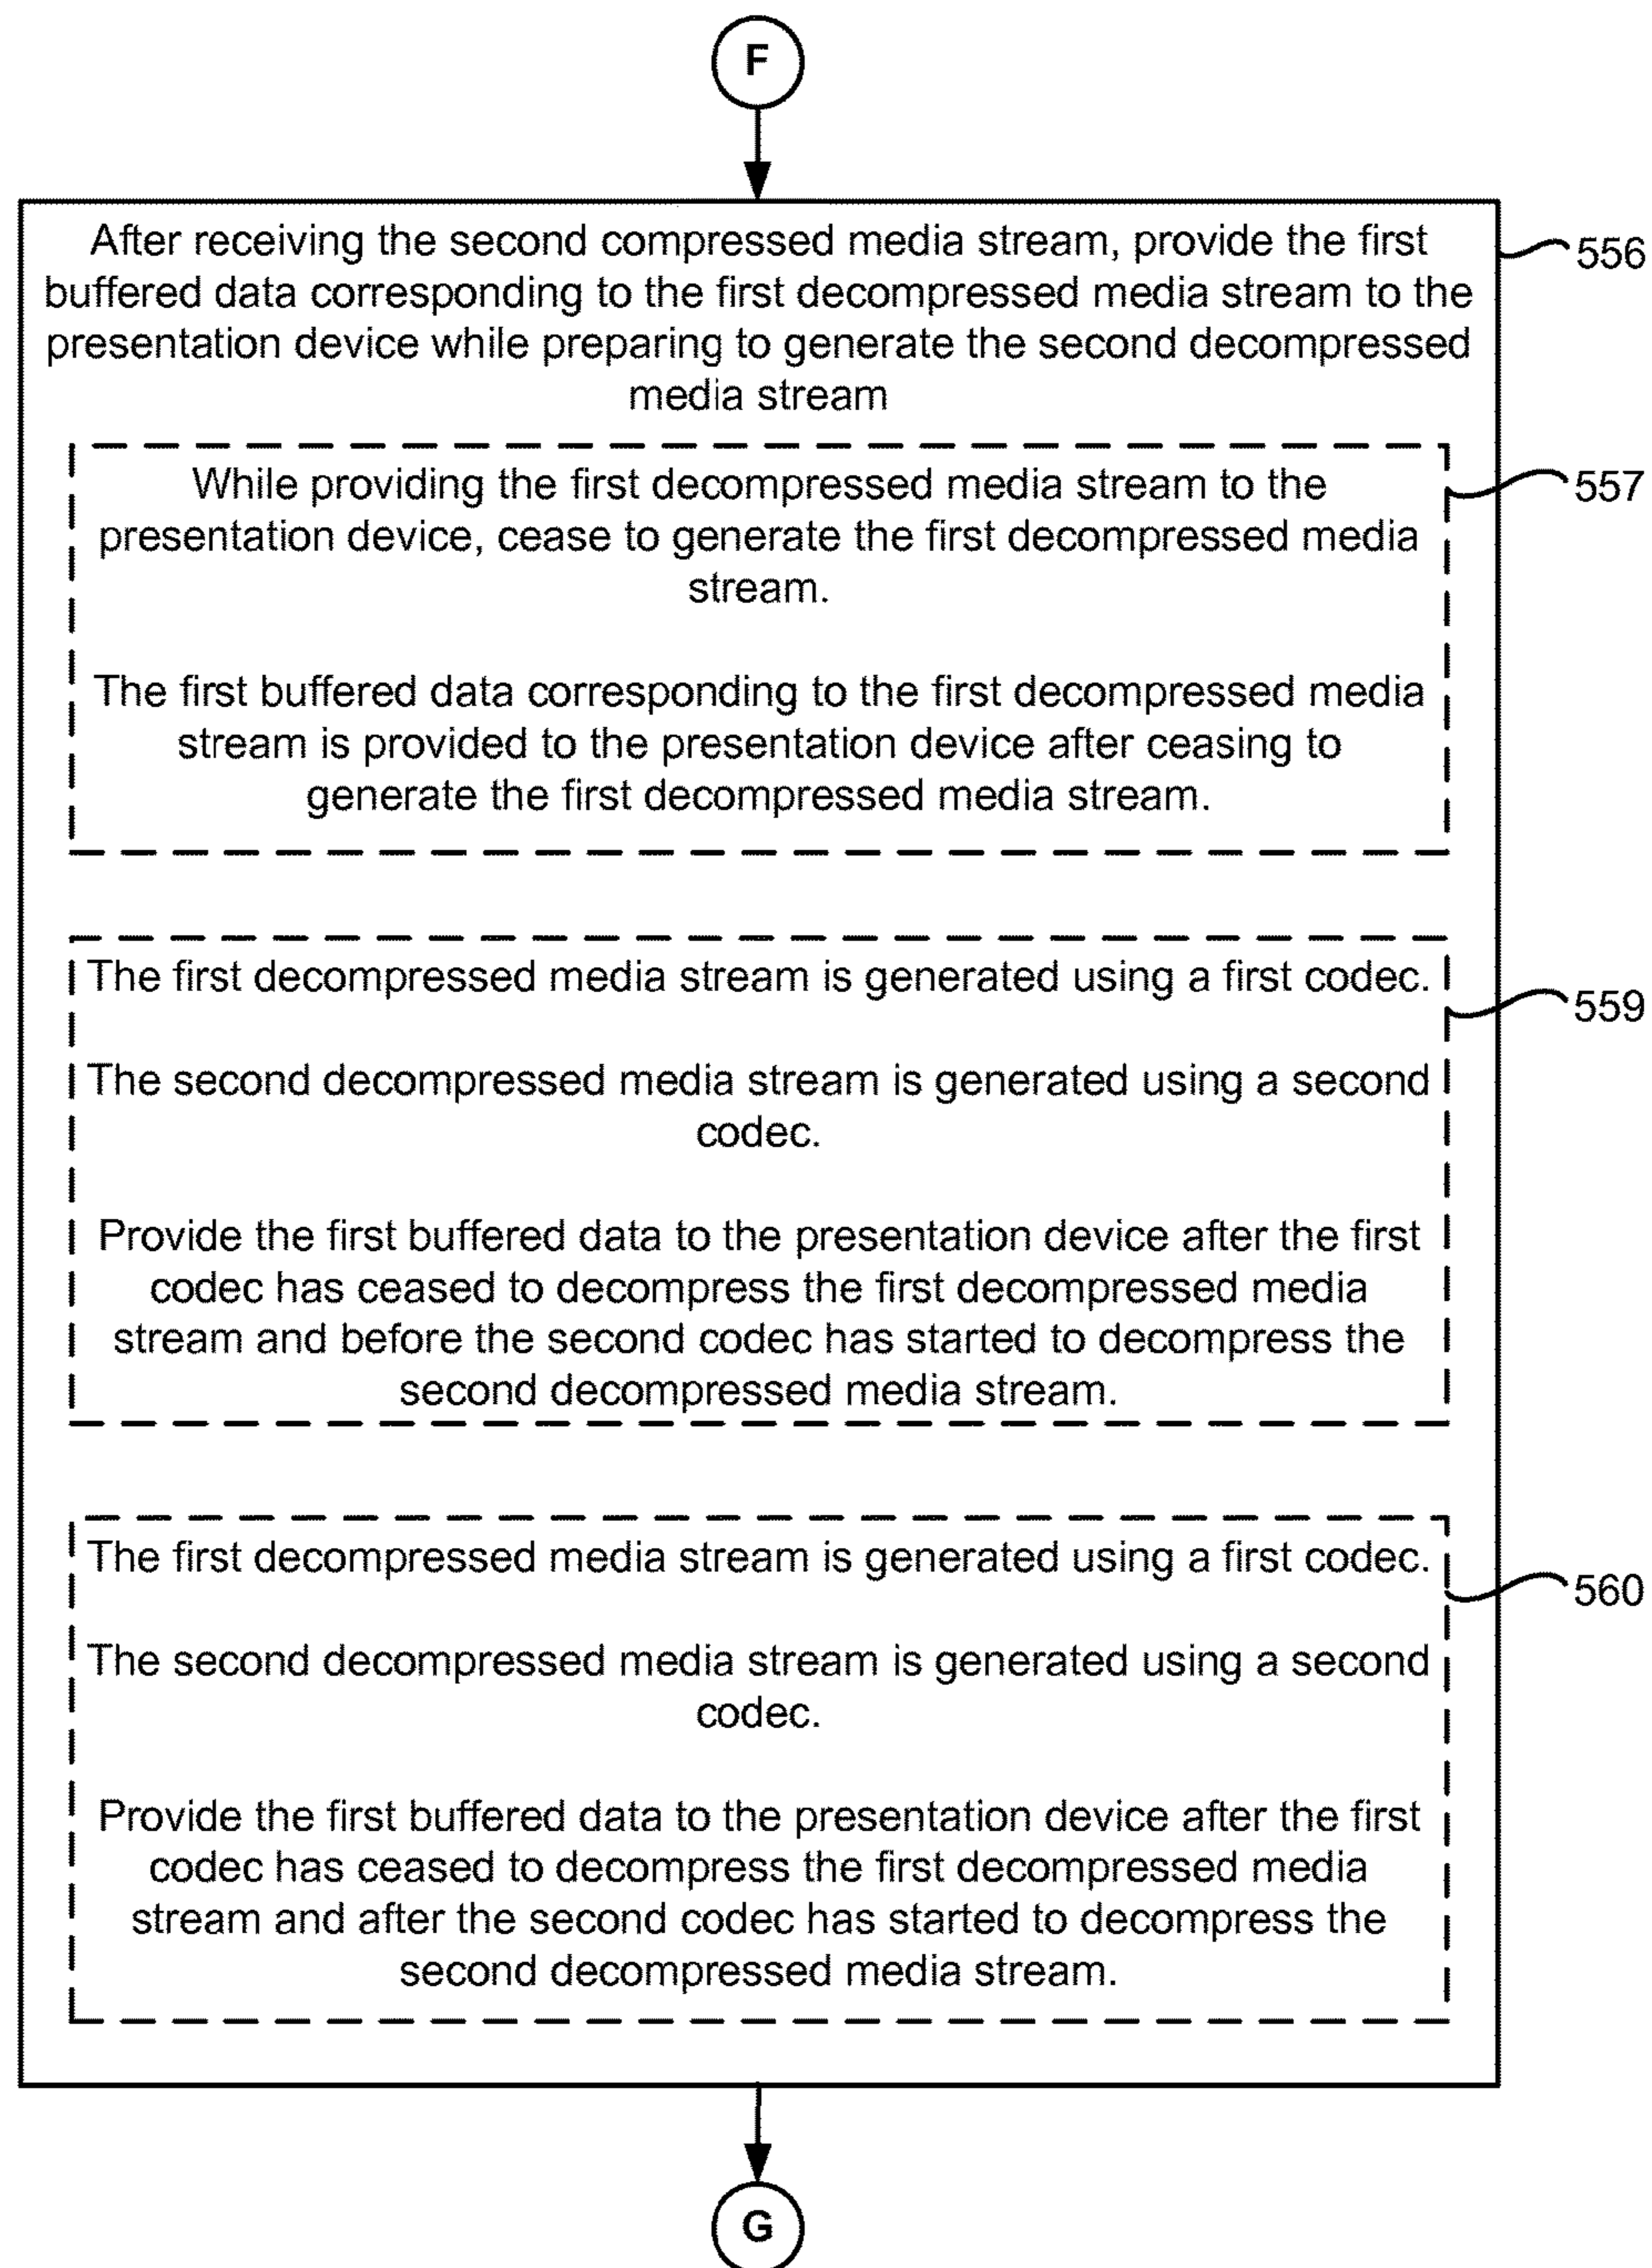 F
After receiving the second compressed media stream, provide the first
buffered data corresponding to the first decompressed media stream to the
presentation device while preparing to generate the second decompressed
media stream
556
While providing the first decompressed media stream to the
presentation device, cease to generate the first decompressed media
stream.
557
The first buffered data corresponding to the first decompressed media
stream is provided to the presentation device after ceasing to
generate the first decompressed media stream.
The first decompressed media stream is generated using a first codec.
559
The second decompressed media stream is generated using a second
codec.
Provide the first buffered data to the presentation device after the first
codec has ceased to decompress the first decompressed media
stream and before the second codec has started to decompress the
second decompressed media stream.
The first decompressed media stream is generated using a first codec.
560
The second decompressed media stream is generated using a second
codec.
Provide the first buffered data to the presentation device after the first
codec has ceased to decompress the first decompressed media
stream and after the second codec has started to decompress the
second decompressed media stream.
G